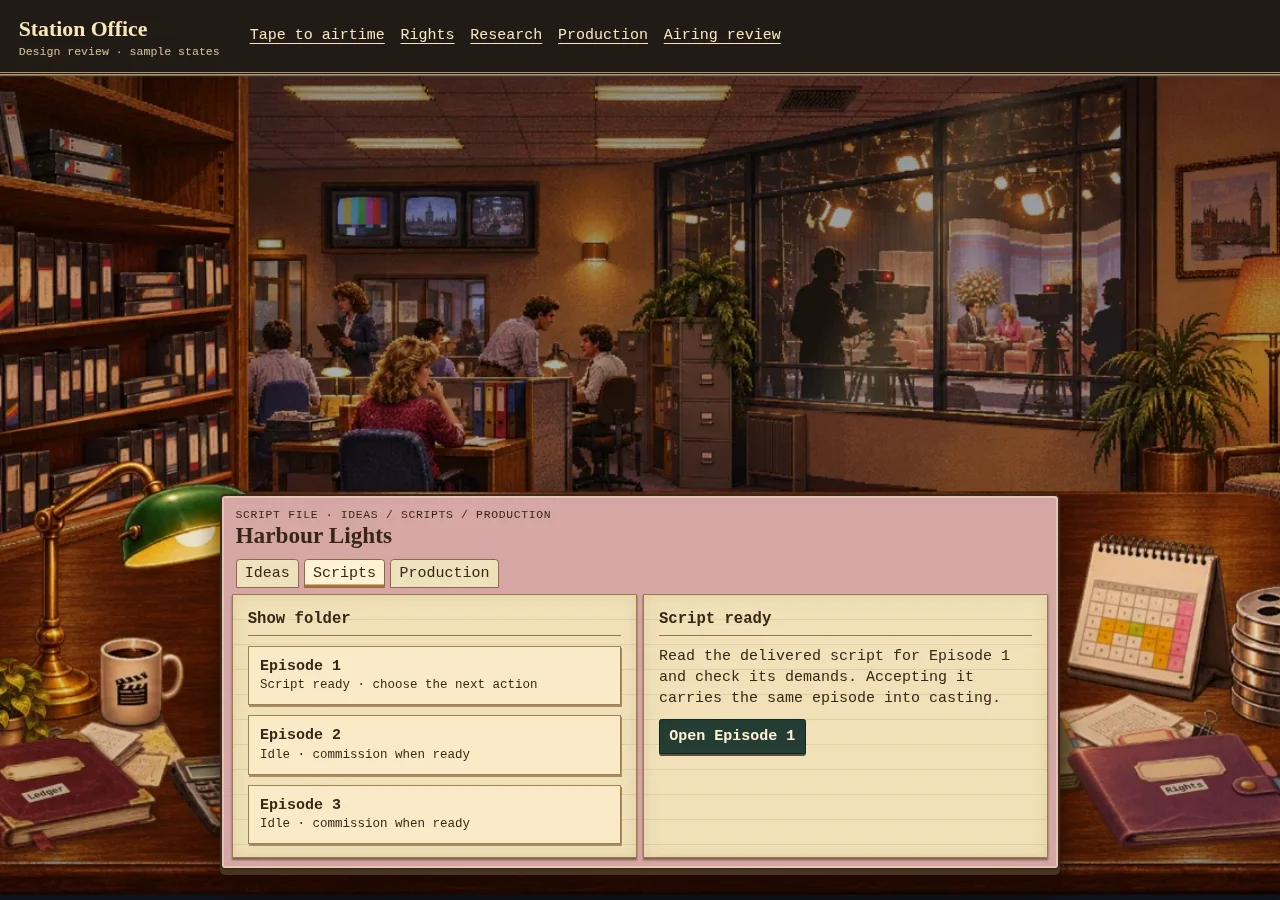 Station Office
Design review · sample states
Tape to airtime Rights Research Production Airing review
SCRIPT FILE · IDEAS / SCRIPTS / PRODUCTION
Harbour Lights
Ideas Scripts Production
Show folder
Episode 1
Script ready · choose the next action
Episode 2
Idle · commission when ready
Episode 3
Idle · commission when ready
Script ready
Read the delivered script for Episode 1
and check its demands. Accepting it
carries the same episode into casting.
Open Episode 1
Ledger
Rights